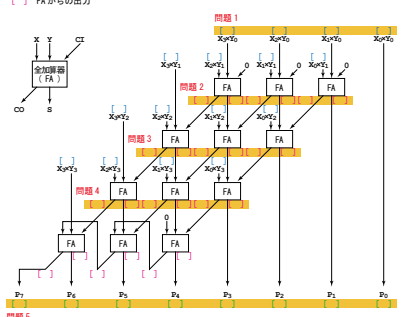 [ ] FAからの出力
問題1
[ ] [ ] [ ] [ ]
X Y CI
X₃×Y₀ X₂×Y₀ X₁×Y₀ X₀×Y₀
[ ] [ ] [ ] [ ]
X₃×Y₁ X₂×Y₁ 0 X₁×Y₁ 0 X₀×Y₁ 0
全加算器
(FA)
FA FA FA
問題2
[ ] [ ] [ ] [ ] [ ] [ ]
CO S
[ ] [ ] [ ] [ ]
X₃×Y₂ X₂×Y₂ X₁×Y₂ X₀×Y₂
問題3
FA FA FA
[ ] [ ] [ ] [ ] [ ] [ ]
[ ] [ ] [ ] [ ]
X₃×Y₃ X₂×Y₃ X₁×Y₃ X₀×Y₃
問題4
FA FA FA
[ ] [ ] [ ] [ ] [ ] [ ]
0
FA FA FA
[ ] [ ] [ ]
[ ] [ ] [ ]
P₇ P₆ P₅ P₄ P₃ P₂ P₁ P₀
[ ] [ ] [ ] [ ] [ ] [ ] [ ] [ ]
問題5